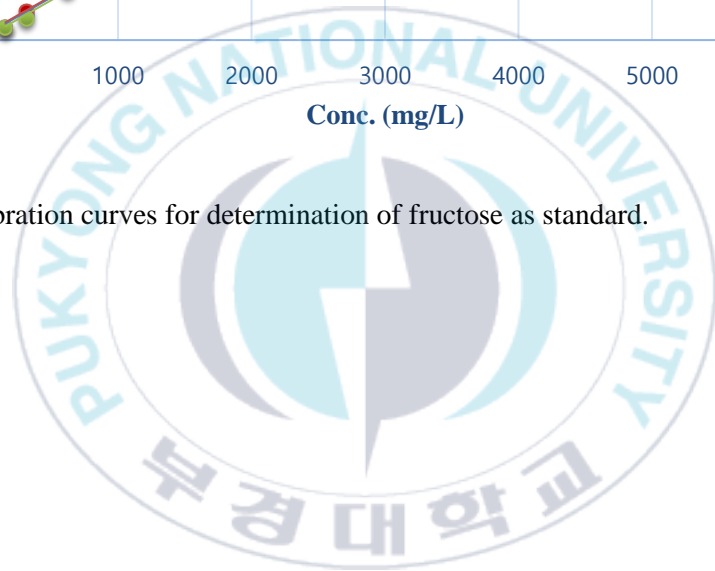 1000 2000 3000 4000 5000
Conc. (mg/L)
bration curves for determination of fructose as standard.
PUKYONG NATIONAL UNIVERSITY
부경대학교